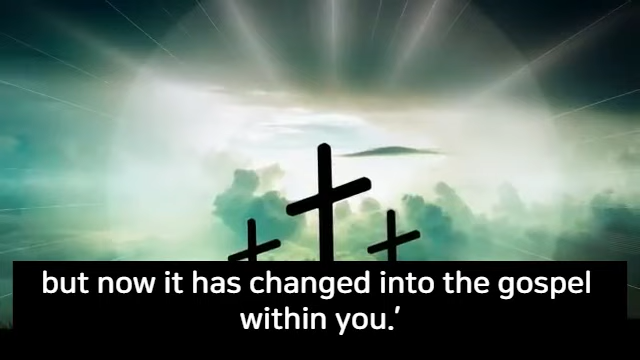 but now it has changed into the gospel
within you.’